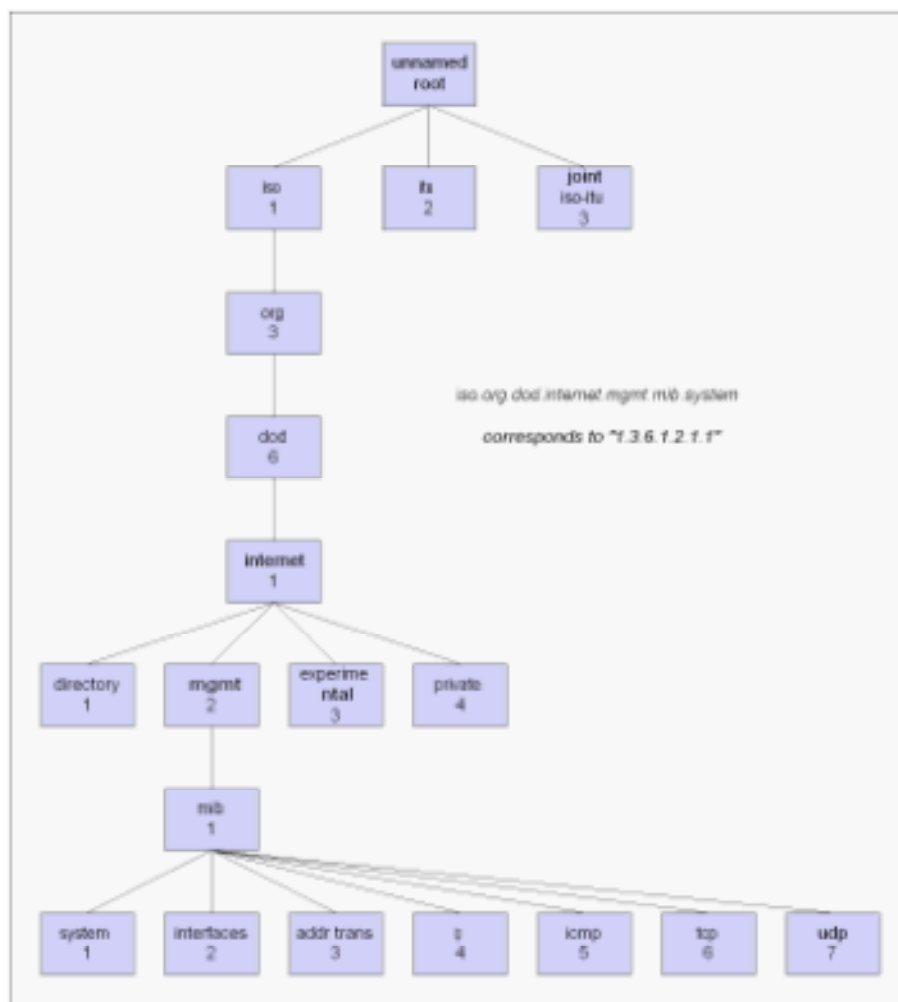 unnamed
root
iso
1
itu
2
joint
iso-itu
3
org
3
iso.org.dod.internet.mgmt.mib.system
dod
6
corresponds to "1.3.6.1.2.1.1"
internet
1
directory
1
mgmt
2
experime
ntal
3
private
4
mib
1
system
1
interfaces
2
addr trans
3
4
icmp
5
tcp
6
udp
7